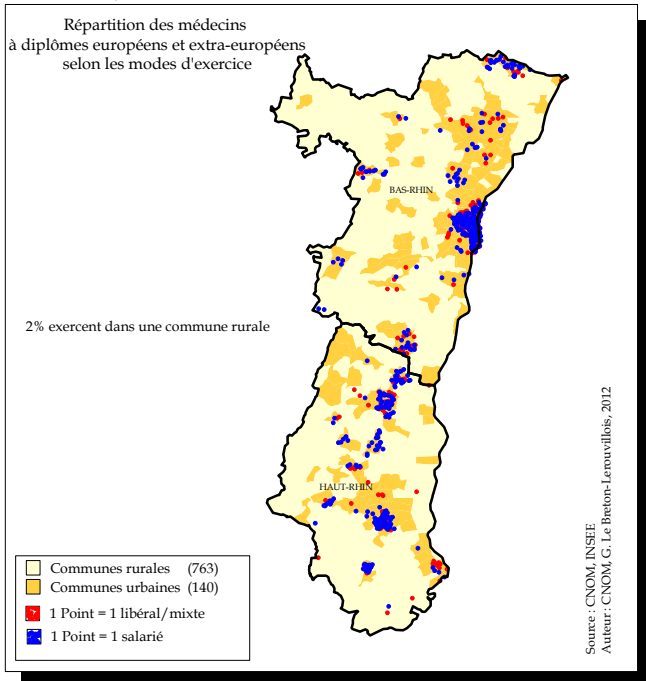 Répartition des médecins
à diplômes européens et extra-européens
selon les modes d'exercice
BAS-RHIN
2% exercent dans une commune rurale
HAUT-RHIN
Communes rurales (763)
Communes urbaines (140)
1 Point = 1 libéral/mixte
1 Point = 1 salarié
Source : CNOM, INSEE
Auteur : CNOM, G. Le Breton-Lerouvillois, 2012